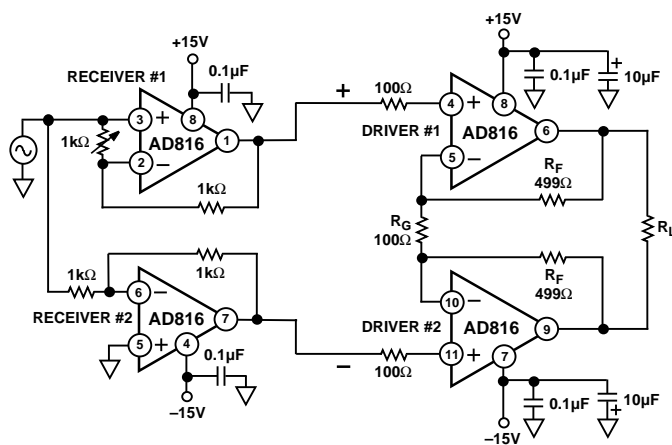 +15V
+15V
RECEIVER #1
0.1µF
3
+
8
AD816
1
1kΩ
2
–
1kΩ
+
100Ω
4
+
8
DRIVER #1
AD816
6
5
–
0.1µF
+
10µF
RF
499Ω
RG
100Ω
RL
RF
499Ω
1kΩ
1kΩ
6
–
RECEIVER #2
AD816
7
5
+
4
0.1µF
–15V
–
100Ω
10
–
DRIVER #2
AD816
9
11
+
7
0.1µF
10µF
+
–15V